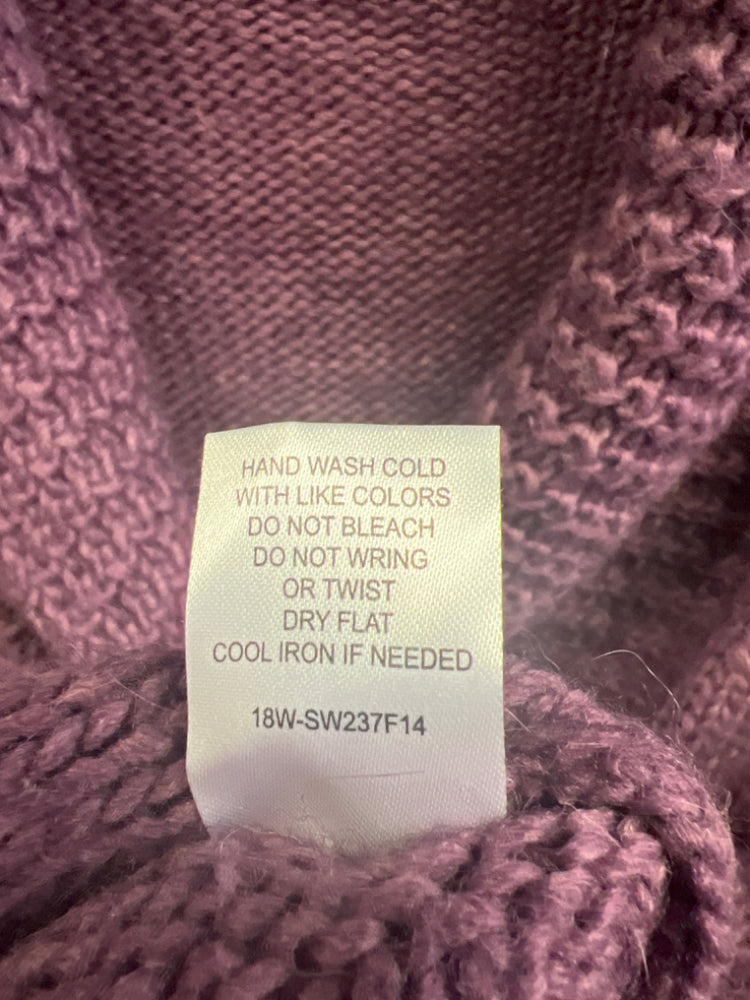 HAND WASH COLD
WITH LIKE COLORS
DO NOT BLEACH
DO NOT WRING
OR TWIST
DRY FLAT
COOL IRON IF NEEDED
18W-SW237F14